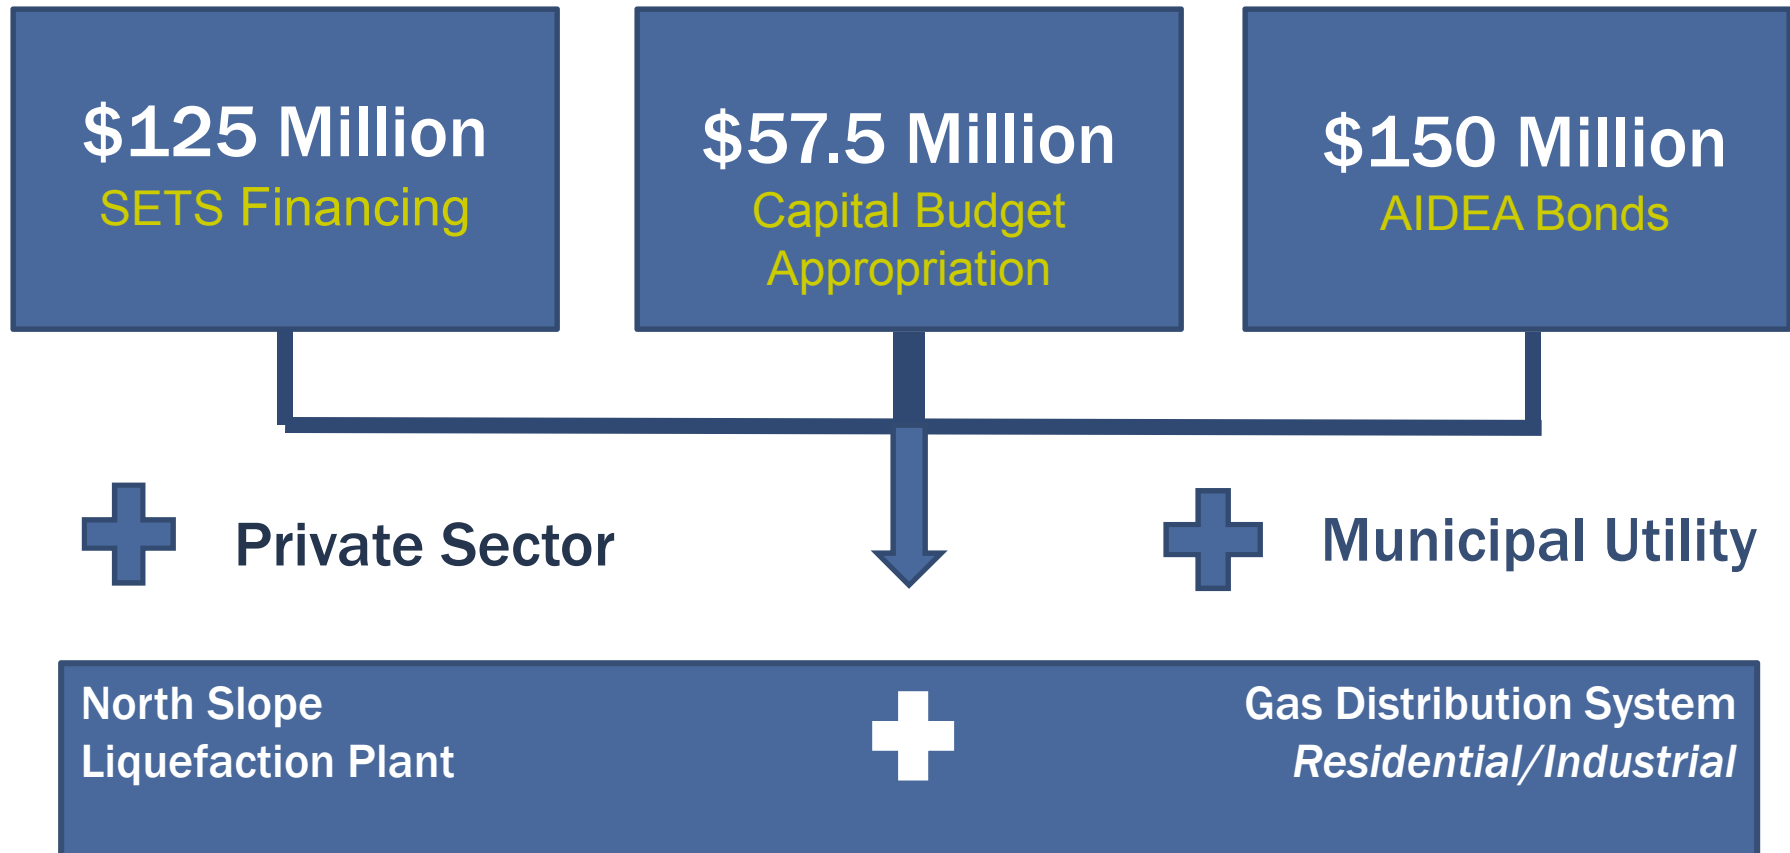 $125 Million
SETS Financing
$57.5 Million
Capital Budget
Appropriation
$150 Million
AIDEA Bonds
Private Sector
Municipal Utility
North Slope
Liquefaction Plant
Gas Distribution System
Residential/Industrial